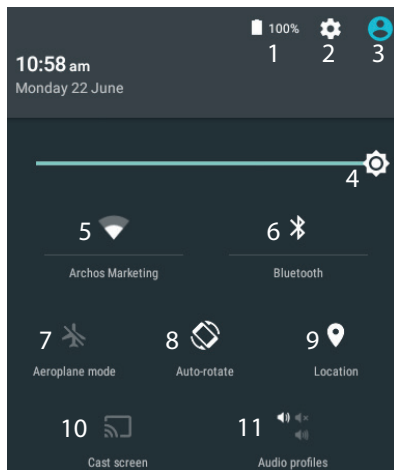 100%
1 2 3
10:58 am
Monday 22 June
4
5 6
Archos Marketing Bluetooth
7 8 9
Aeroplane mode Auto-rotate Location
10 11
Cast screen Audio profiles